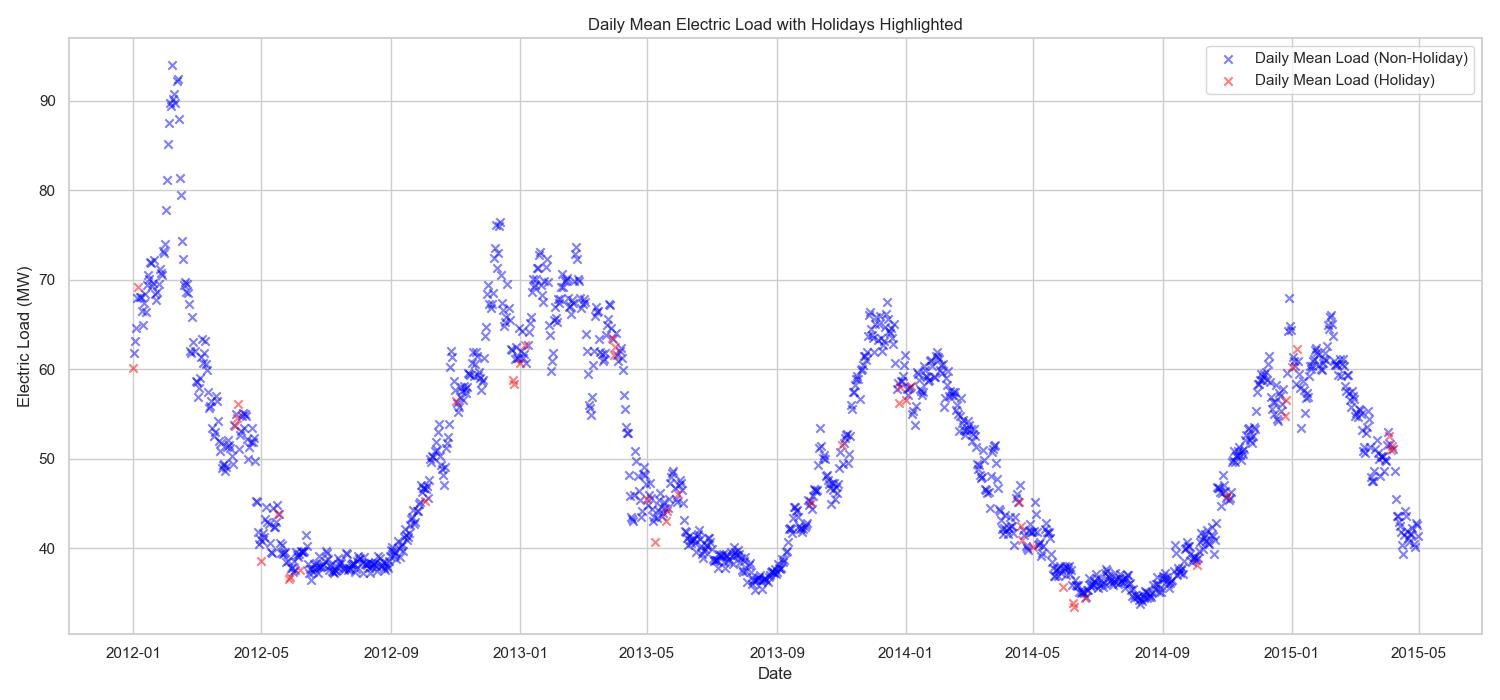 Daily Mean Electric Load with Holidays Highlighted
Daily Mean Load (Non-Holiday)
Daily Mean Load (Holiday)
Electric Load (MW)
90
80
70
60
50
40
2012-01 2012-05 2012-09 2013-01 2013-05 2013-09 2014-01 2014-05 2014-09 2015-01 2015-05
Date